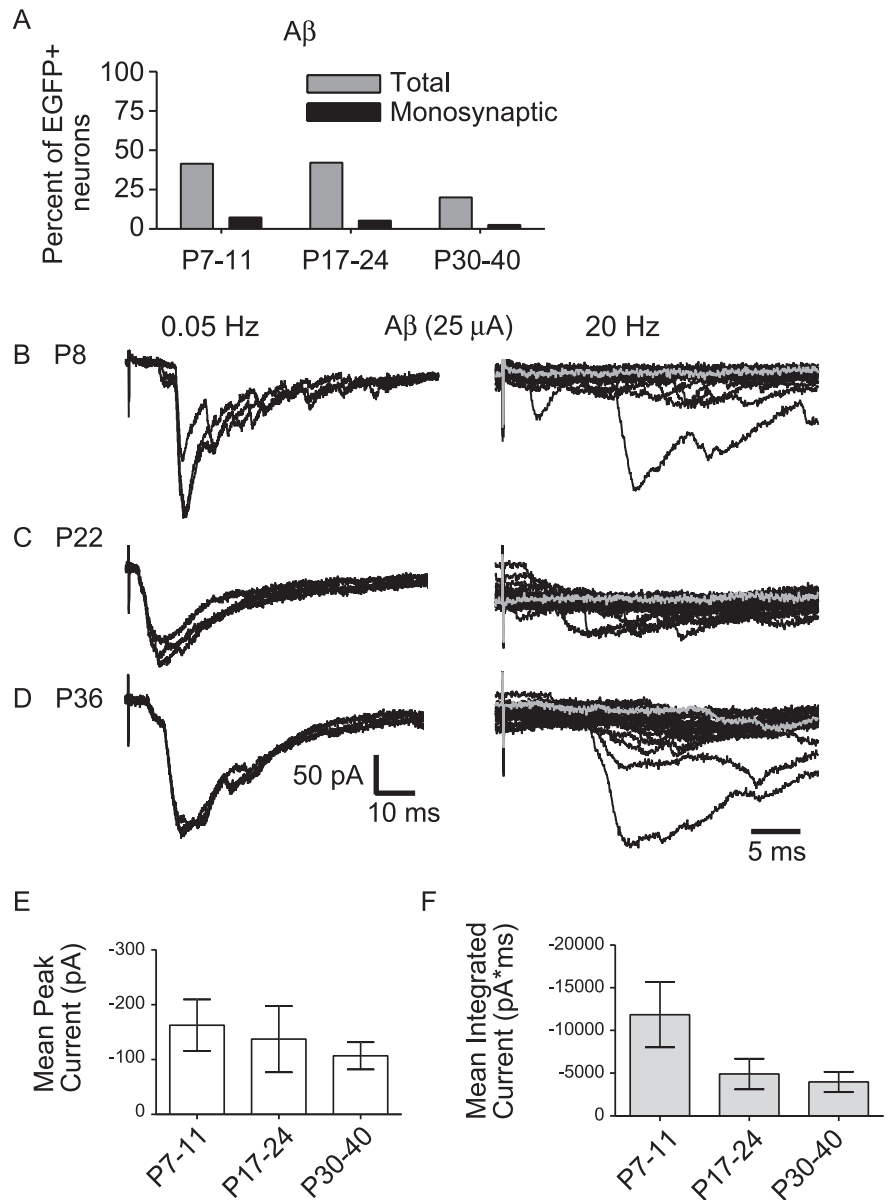 A
Aβ
Percent of EGFP+
neurons
100
75
50
25
0
Total
Monosynaptic
P7-11
P17-24
P30-40
0.05 Hz
Aβ (25 µA)
20 Hz
B P8
C P22
D P36
50 pA
10 ms
5 ms
E
Mean Peak
Current (pA)
-300
-200
-100
0
P7-11
P17-24
P30-40
F
Mean Integrated
Current (pA*ms)
-20000
-15000
-10000
-5000
0
P7-11
P17-24
P30-40